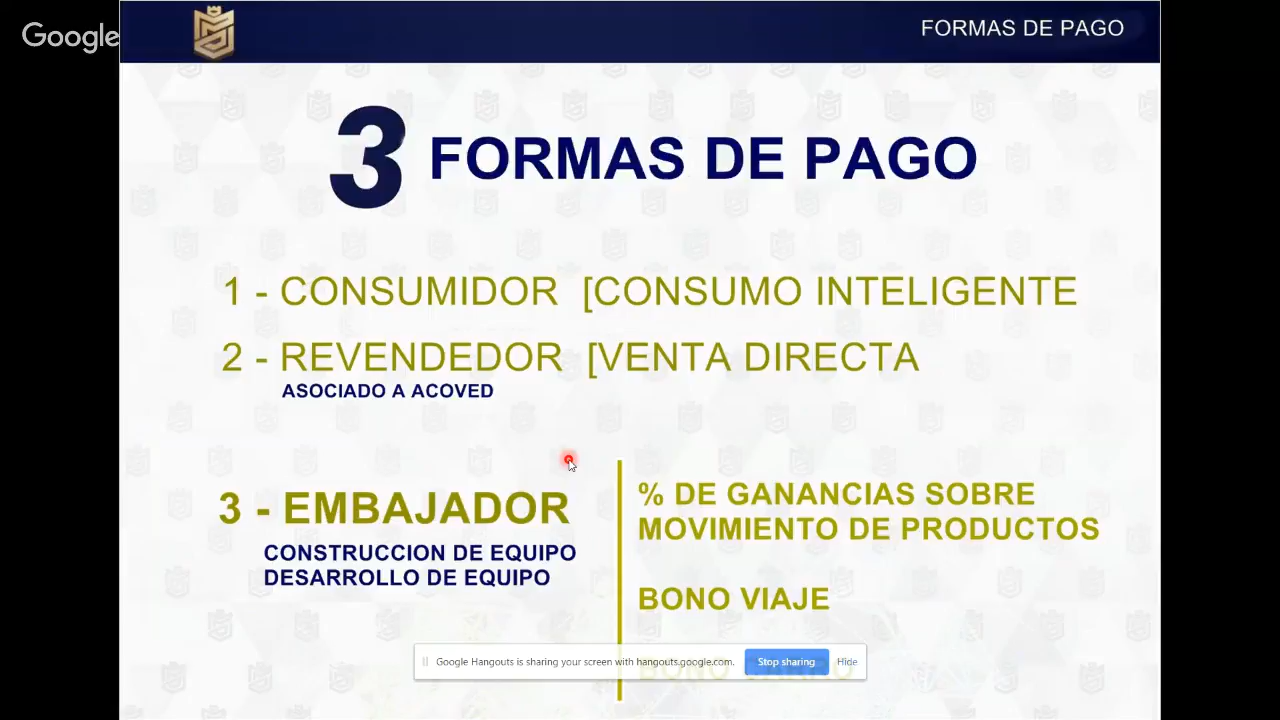 Google
FORMAS DE PAGO
3 FORMAS DE PAGO
1 - CONSUMIDOR [CONSUMO INTELIGENTE
2 - REVENDEDOR [VENTA DIRECTA
ASOCIADO A ACOVED
3 - EMBAJADOR
CONSTRUCCION DE EQUIPO
DESARROLLO DE EQUIPO
% DE GANANCIAS SOBRE
MOVIMIENTO DE PRODUCTOS
BONO VIAJE
Google Hangouts is sharing your screen with hangouts.google.com.
Stop sharing
Hide
BONO